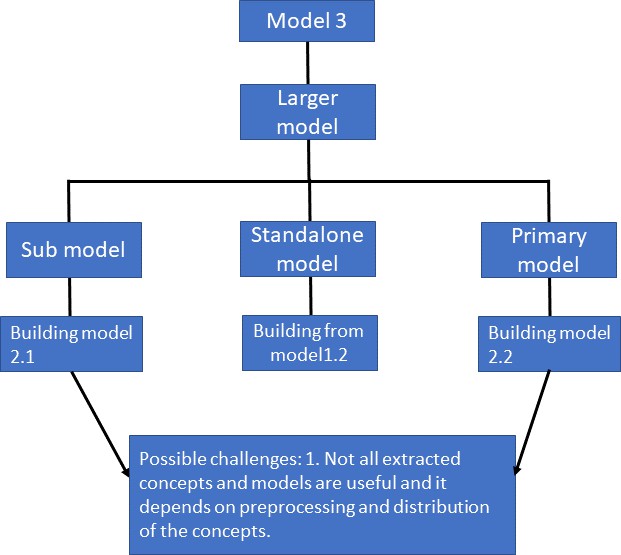 Model 3
Larger
model
Sub model
Standalone
model
Primary
model
Building model
2.1
Building from
model1.2
Building model
2.2
Possible challenges: 1. Not all extracted
concepts and models are useful and it
depends on preprocessing and distribution
of the concepts.